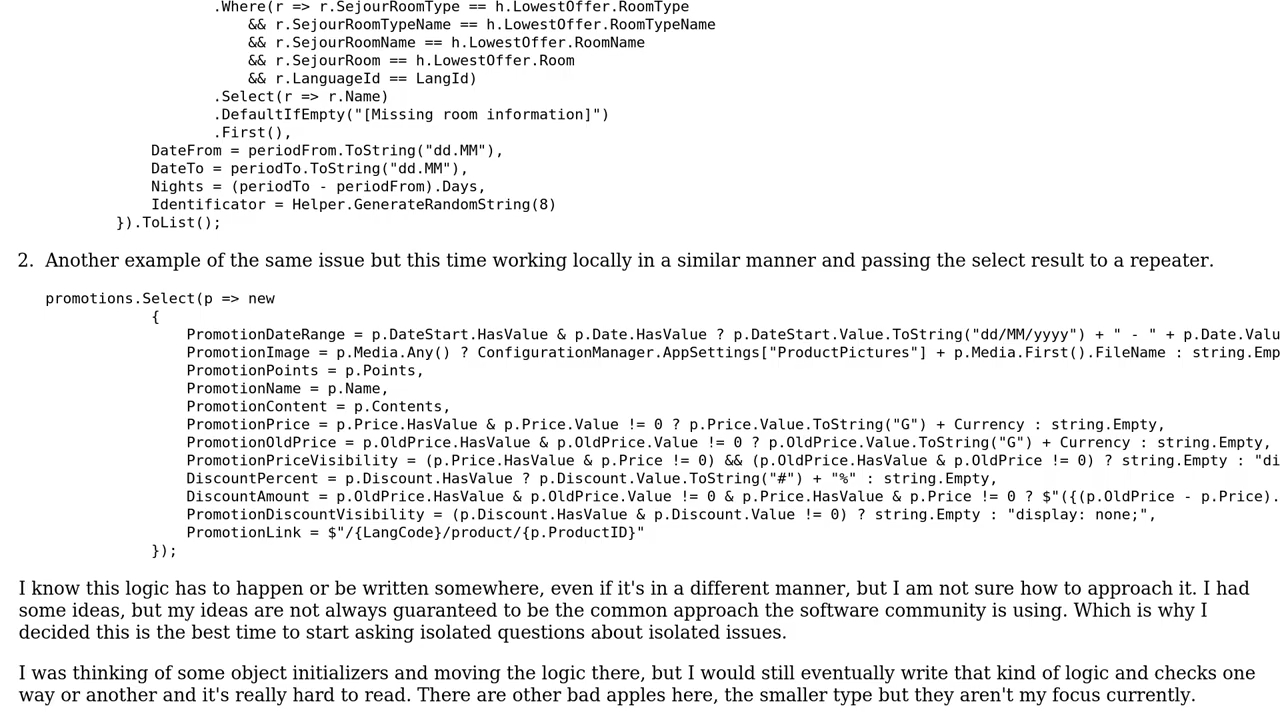 .Where(r => r.SejourRoomType == h.LowestOffer.RoomType
&& r.SejourRoomTypeName == h.LowestOffer.RoomTypeName
&& r.SejourRoomName == h.LowestOffer.RoomName
&& r.SejourRoom == h.LowestOffer.Room
&& r.LanguageId == LangId)
.Select(r => r.Name)
.DefaultIfEmpty("[Missing room information]")
.First(),
DateFrom = periodFrom.ToString("dd.MM"),
DateTo = periodTo.ToString("dd.MM"),
Nights = (periodTo - periodFrom).Days,
Identificator = Helper.GenerateRandomString(8)
}).ToList();
2. Another example of the same issue but this time working locally in a similar manner and passing the select result to a repeater.
promotions.Select(p => new
{
PromotionDateRange = p.DateStart.HasValue & p.Date.HasValue ? p.DateStart.Value.ToString("dd/MM/yyyy") + " - " + p.Date.Valu
PromotionImage = p.Media.Any() ? ConfigurationManager.AppSettings["ProductPictures"] + p.Media.First().FileName : string.Emp
PromotionPoints = p.Points,
PromotionName = p.Name,
PromotionContent = p.Contents,
PromotionPrice = p.Price.HasValue & p.Price.Value != 0 ? p.Price.Value.ToString("G") + Currency : string.Empty,
PromotionOldPrice = p.OldPrice.HasValue & p.OldPrice.Value != 0 ? p.OldPrice.Value.ToString("G") + Currency : string.Empty,
PromotionPriceVisibility = (p.Price.HasValue & p.Price != 0) && (p.OldPrice.HasValue & p.OldPrice != 0) ? string.Empty : "di
DiscountPercent = p.Discount.HasValue ? p.Discount.Value.ToString("#") + "%" : string.Empty,
DiscountAmount = p.OldPrice.HasValue & p.OldPrice.Value != 0 & p.Price.HasValue & p.Price != 0 ? $"({(p.OldPrice - p.Price).
PromotionDiscountVisibility = (p.Discount.HasValue & p.Discount.Value != 0) ? string.Empty : "display: none;",
PromotionLink = $"/{LangCode}/product/{p.ProductID}"
});
I know this logic has to happen or be written somewhere, even if it's in a different manner, but I am not sure how to approach it. I had
some ideas, but my ideas are not always guaranteed to be the common approach the software community is using. Which is why I
decided this is the best time to start asking isolated questions about isolated issues.
I was thinking of some object initializers and moving the logic there, but I would still eventually write that kind of logic and checks one
way or another and it's really hard to read. There are other bad apples here, the smaller type but they aren't my focus currently.